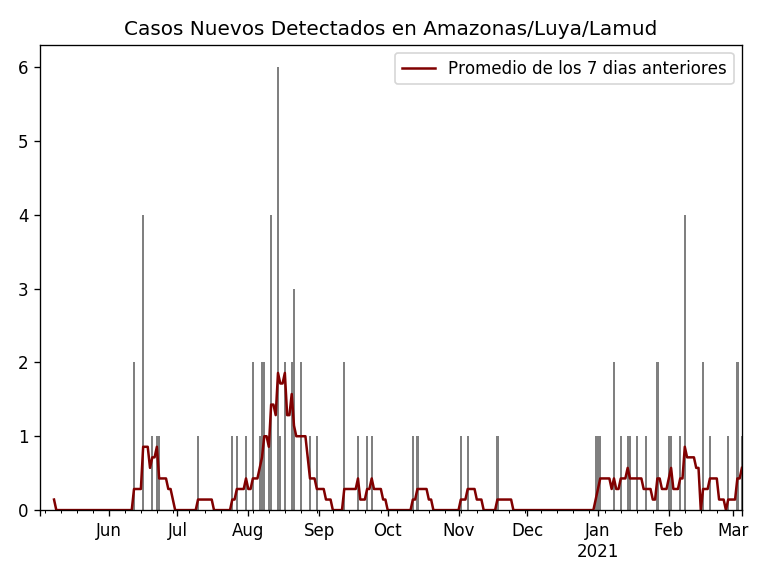 Casos Nuevos Detectados en Amazonas/Luya/Lamud
Promedio de los 7 dias anteriores
6
5
4
3
2
1
0
Jun Jul Aug Sep Oct Nov Dec Jan Feb Mar
2021